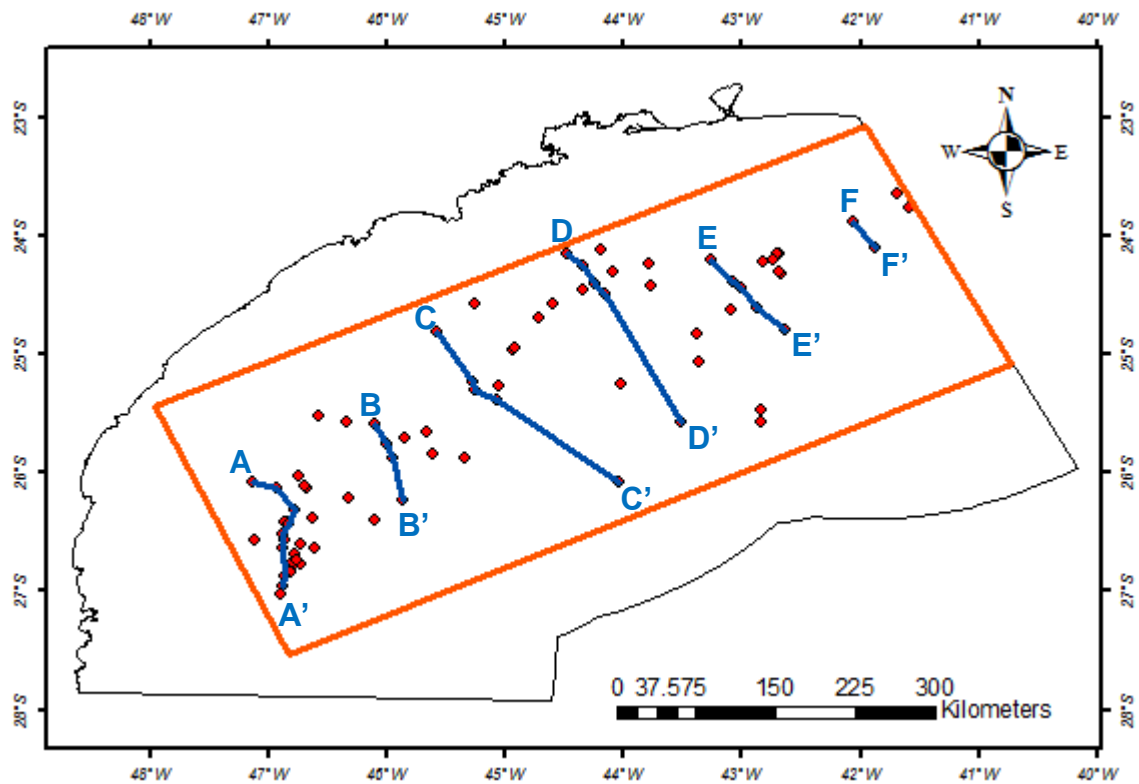 48°W 47°W 46°W 45°W 44°W 43°W 42°W 41°W 40°W
23°S 23°S
N
W E
S
24°S 24°S
F
F’
D
E
E’
C
25°S 25°S
B
D’
A
26°S 26°S
C’
B’
27°S 27°S
A’
0 37.575 150 225 300
Kilometers
28°S 28°S
48°W 47°W 46°W 45°W 44°W 43°W 42°W 41°W 40°W